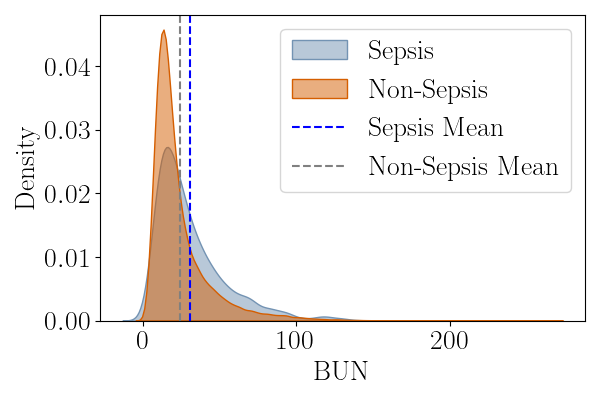 Sepsis
Non-Sepsis
Sepsis Mean
Non-Sepsis Mean
Density
0.04
0.03
0.02
0.01
0.00
0 100 200
BUN